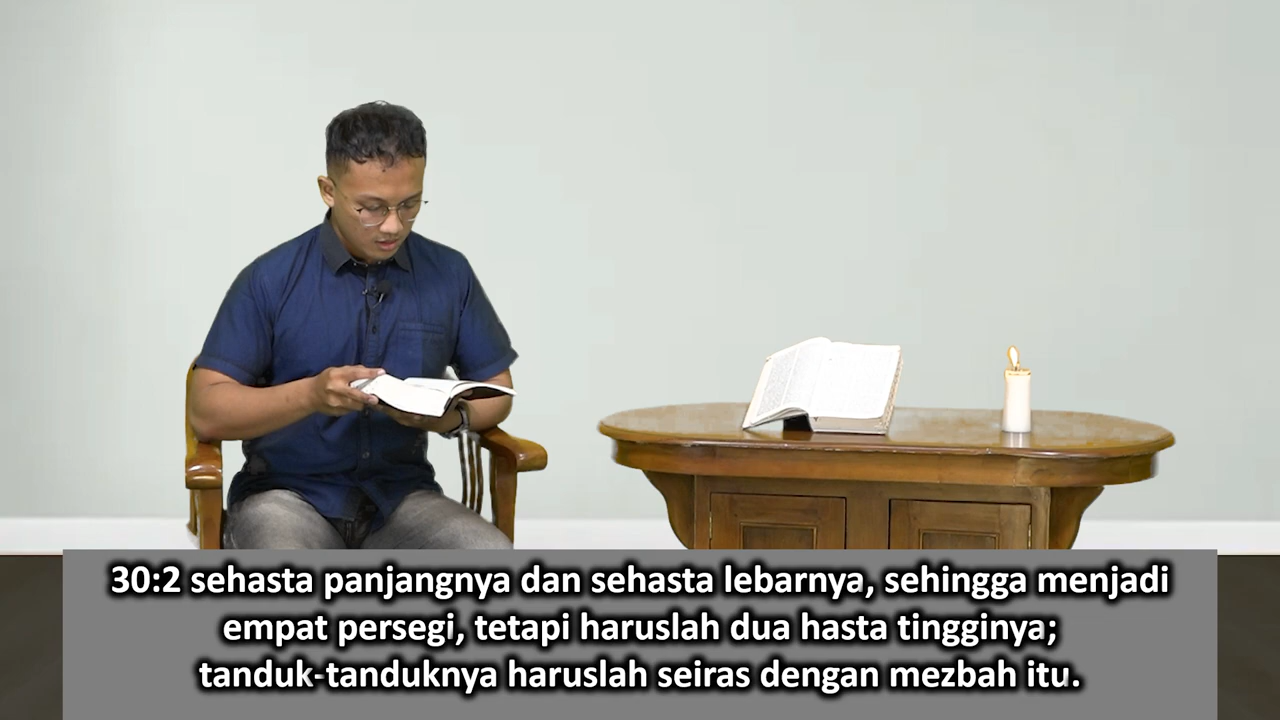 30:2 sehasta panjangnya dan sehasta lebarnya, sehingga menjadi
empat persegi, tetapi haruslah dua hasta tingginya;
tanduk-tanduknya haruslah seiras dengan mezbah itu.